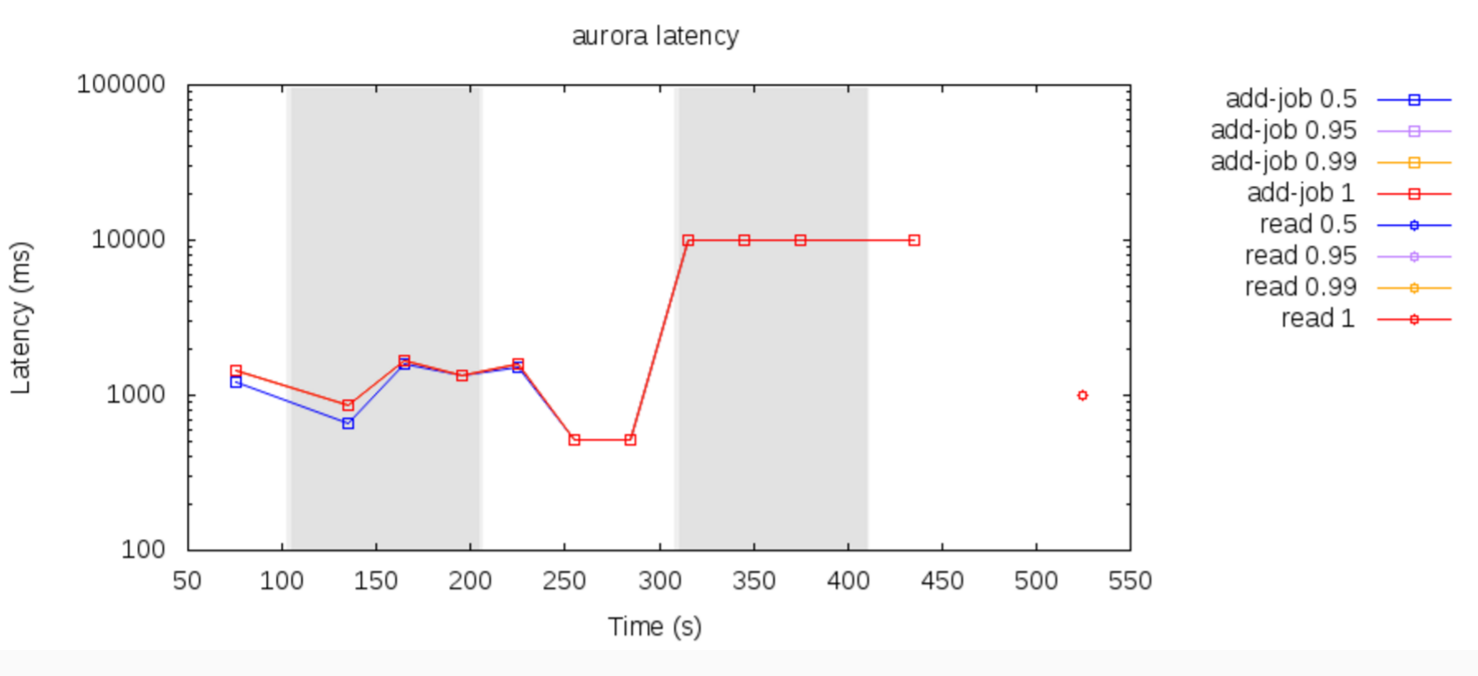 aurora latency
100000
10000
1000
100
Latency (ms)
50 100 150 200 250 300 350 400 450 500 550
Time (s)
add-job 0.5
add-job 0.95
add-job 0.99
add-job 1
read 0.5
read 0.95
read 0.99
read 1